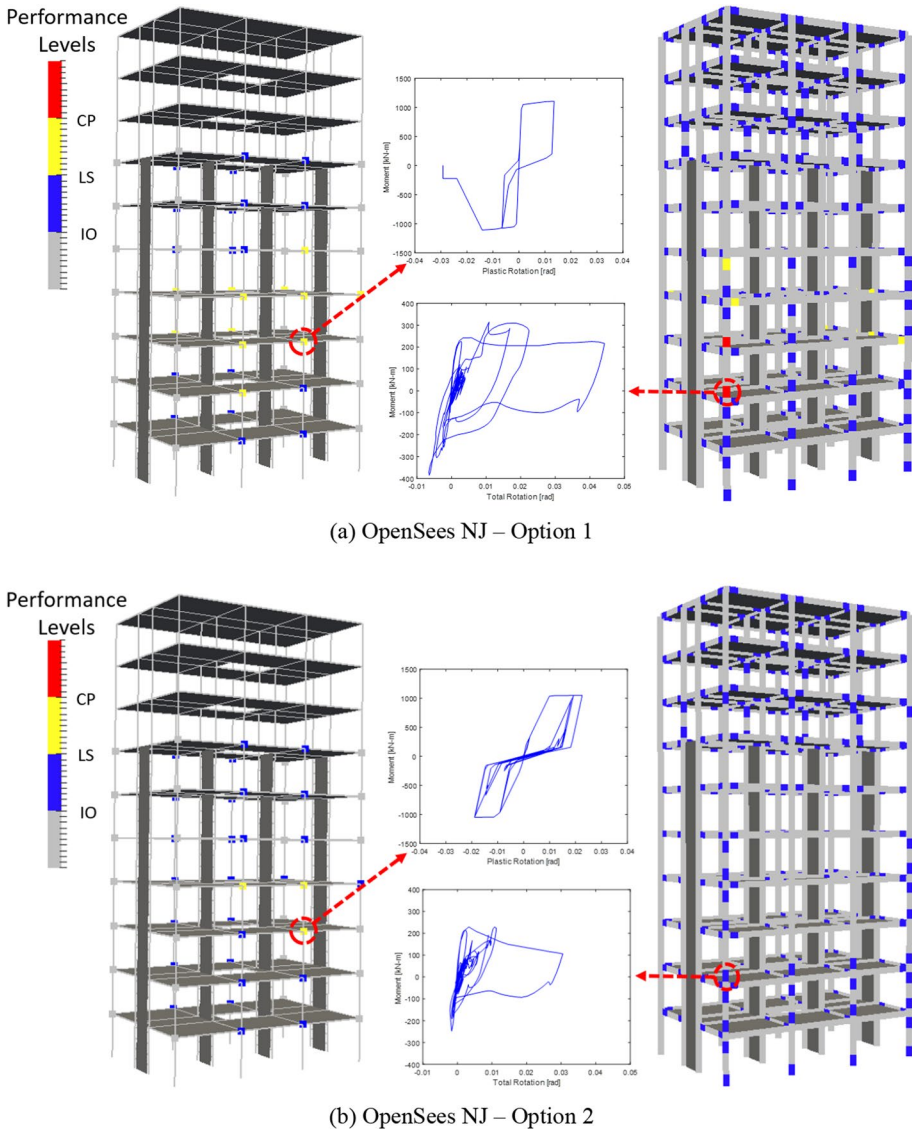 Performance
Levels
CP
LS
IO
1500
1000
500
0
-500
-1000
-1500
Moment [kN-m]
-0.04 -0.03 -0.02 -0.01 0 0.01 0.02 0.03 0.04
Plastic Rotation [rad]
400
300
200
100
0
-100
-200
-300
-400
Moment [kN-m]
-0.01 0 0.01 0.02 0.03 0.04 0.05
Total Rotation [rad]
(a) OpenSees NJ – Option 1
Performance
Levels
CP
LS
IO
1500
1000
500
0
-500
-1000
-1500
Moment [kN-m]
-0.04 -0.03 -0.02 -0.01 0 0.01 0.02 0.03 0.04
Plastic Rotation [rad]
400
300
200
100
0
-100
-200
-300
-400
Moment [kN-m]
-0.01 0 0.01 0.02 0.03 0.04 0.05
Total Rotation [rad]
(b) OpenSees NJ – Option 2